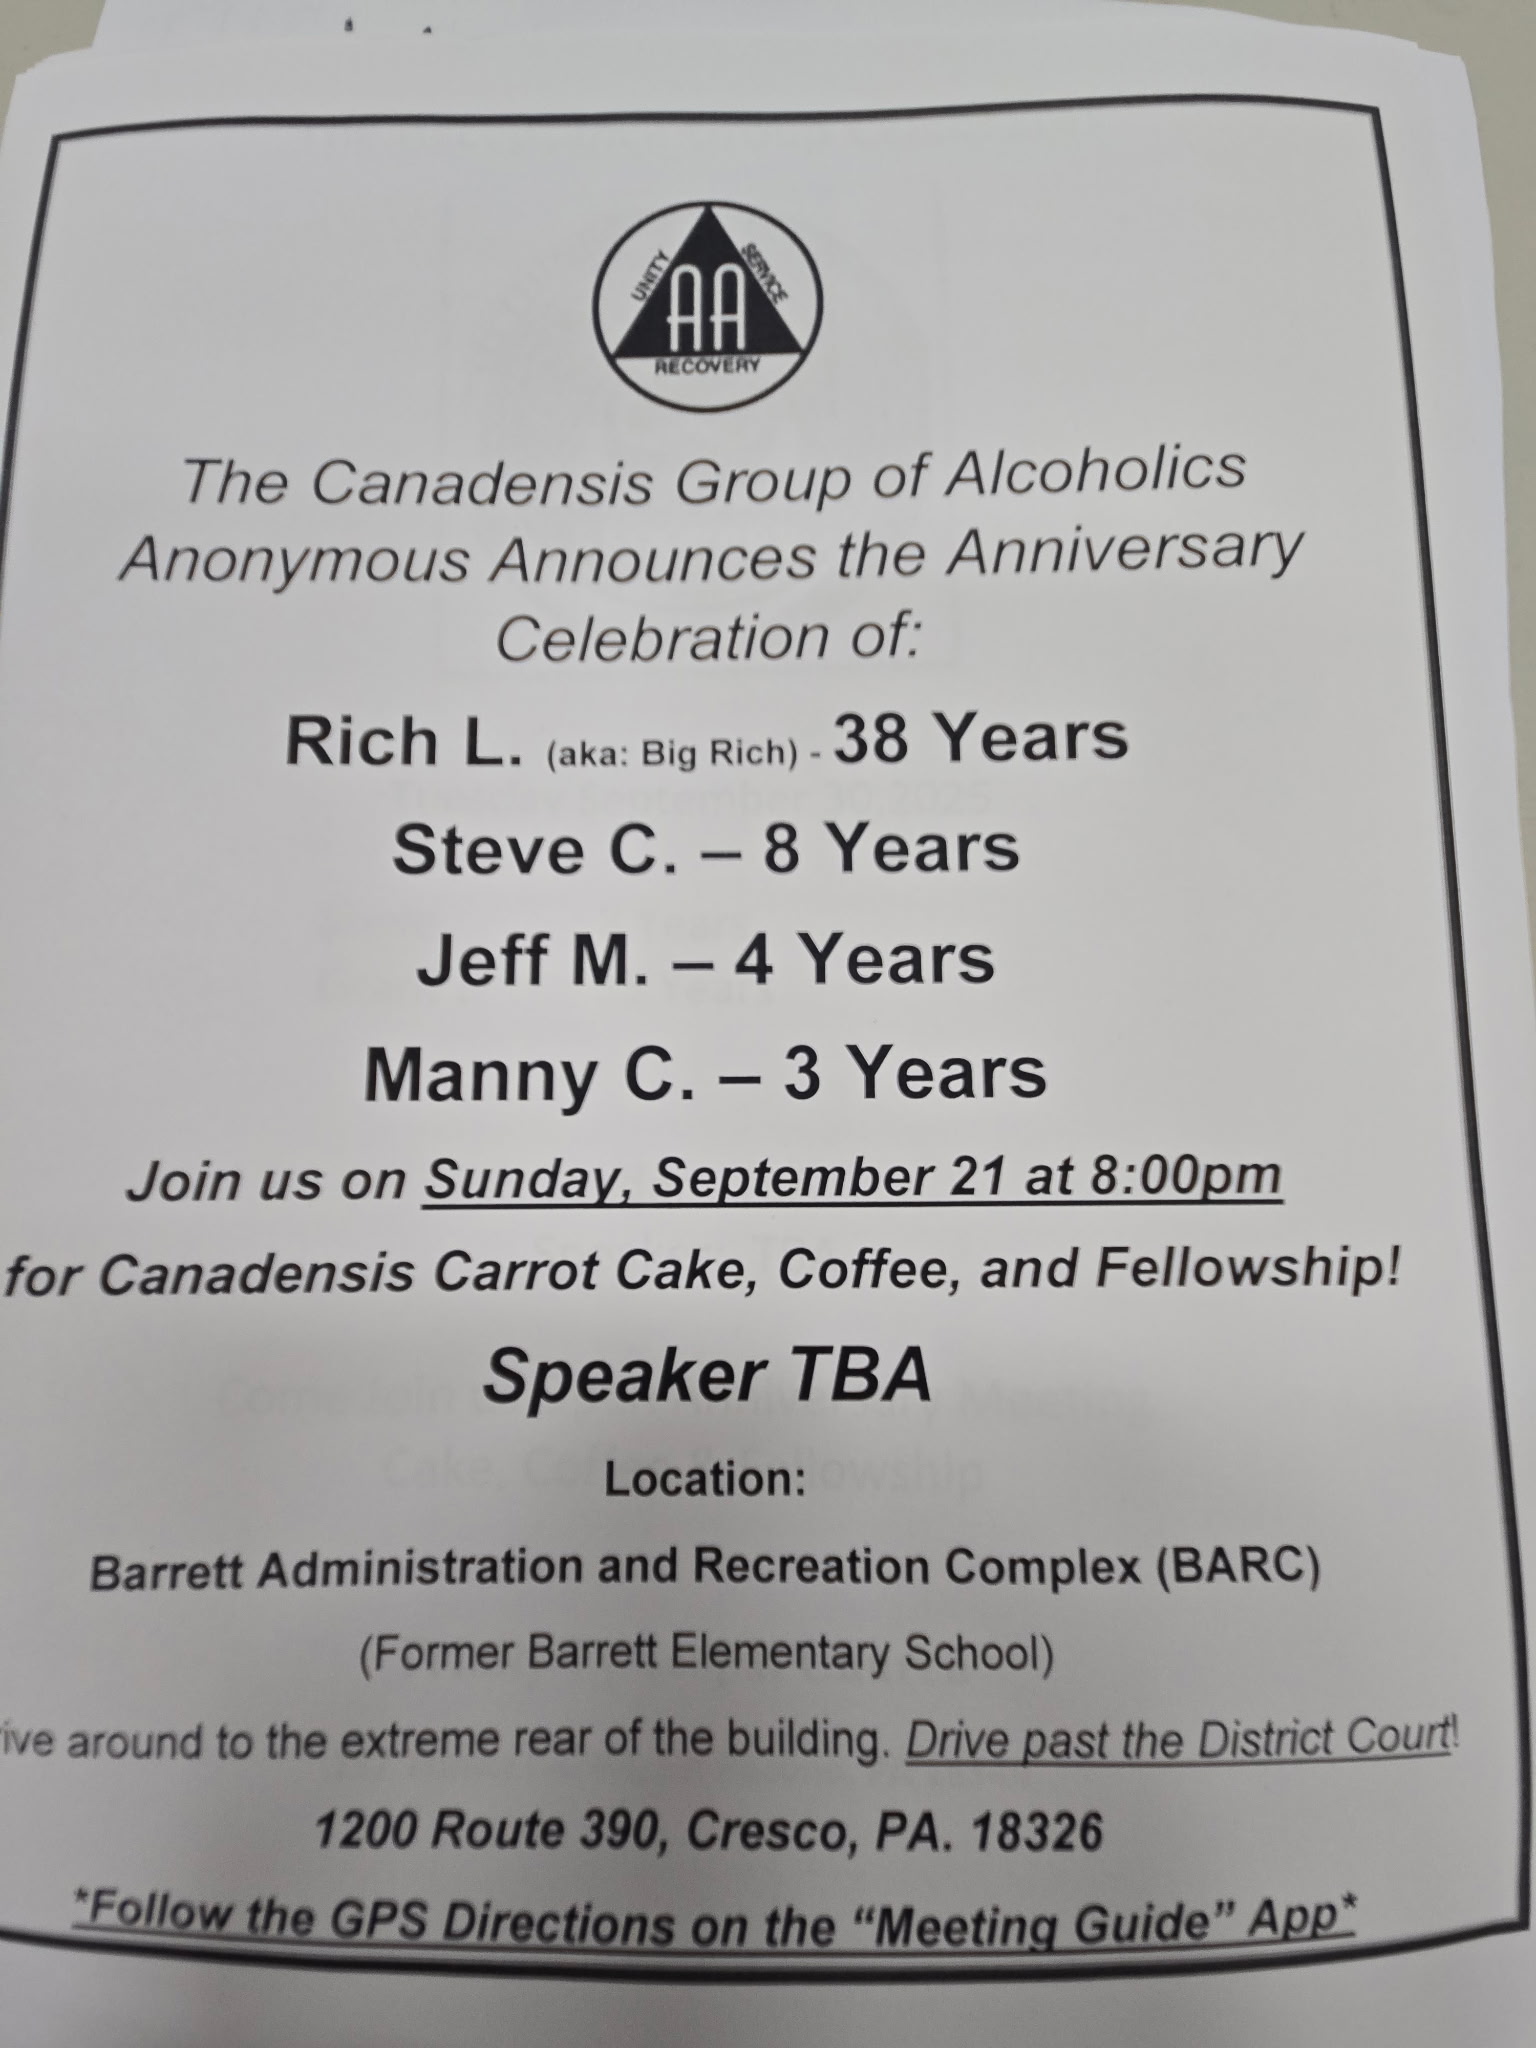 UNITY
SERVICE
AA
RECOVERY
The Canadensis Group of Alcoholics
Anonymous Announces the Anniversary
Celebration of:
Rich L. (aka: Big Rich) - 38 Years
Steve C. – 8 Years
Jeff M. – 4 Years
Manny C. – 3 Years
Join us on Sunday, September 21 at 8:00pm
for Canadensis Carrot Cake, Coffee, and Fellowship!
Speaker TBA
Location:
Barrett Administration and Recreation Complex (BARC)
(Former Barrett Elementary School)
ive around to the extreme rear of the building. Drive past the District Court!
1200 Route 390, Cresco, PA. 18326
*Follow the GPS Directions on the “Meeting Guide” App*